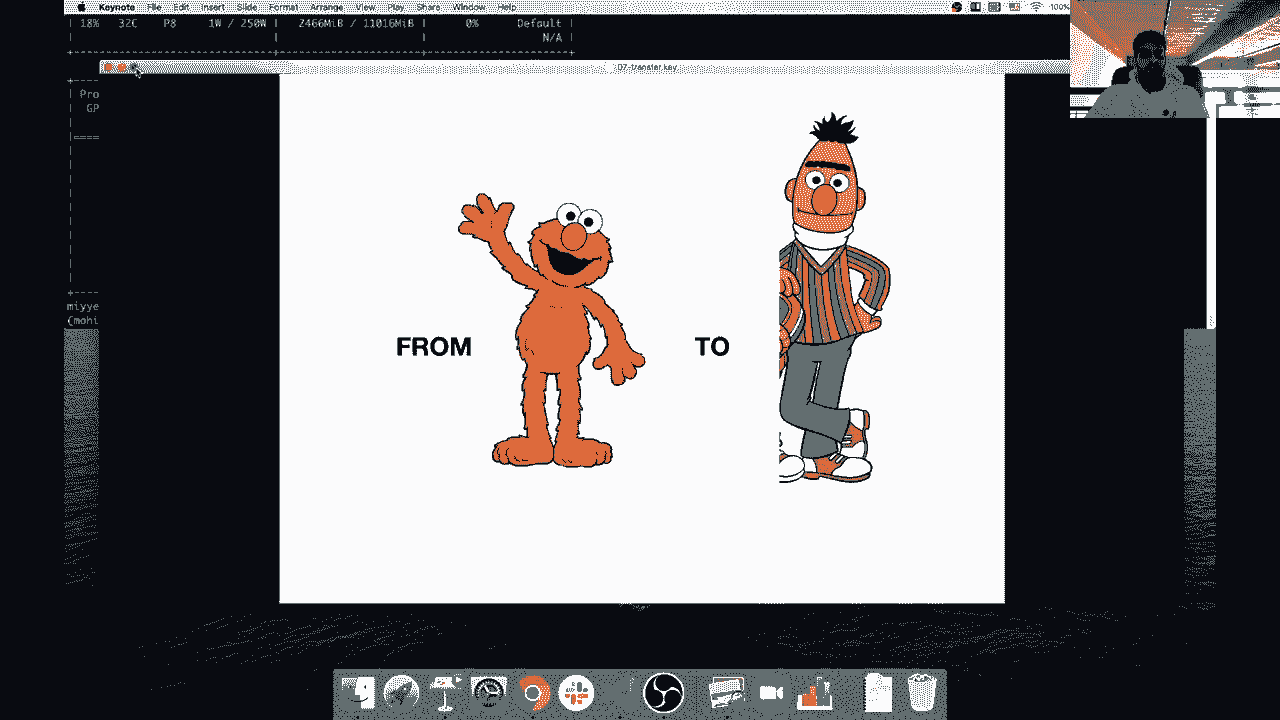 Keynote File Edit Insert Slide Format Arrange View Play Share Window Help 100%
| 18% 32C P8 1W / 250W | 2466MiB / 11016MiB | 0% Default |
| | | N/A |
07-transfer.key
| Pro
GP
FROM
TO
miyye
(mohi